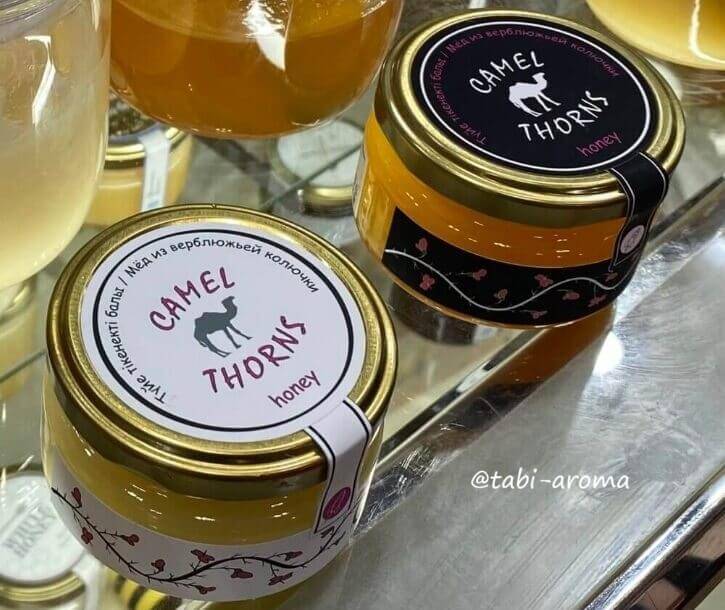 Түйе тікенекті балы / Мёд из верблюжьей колючки
CAMEL
THORNS
honey
Түйе тікенекті балы / Мёд из верблюжьей колючки
CAMEL
THORNS
honey
@tabi-aroma